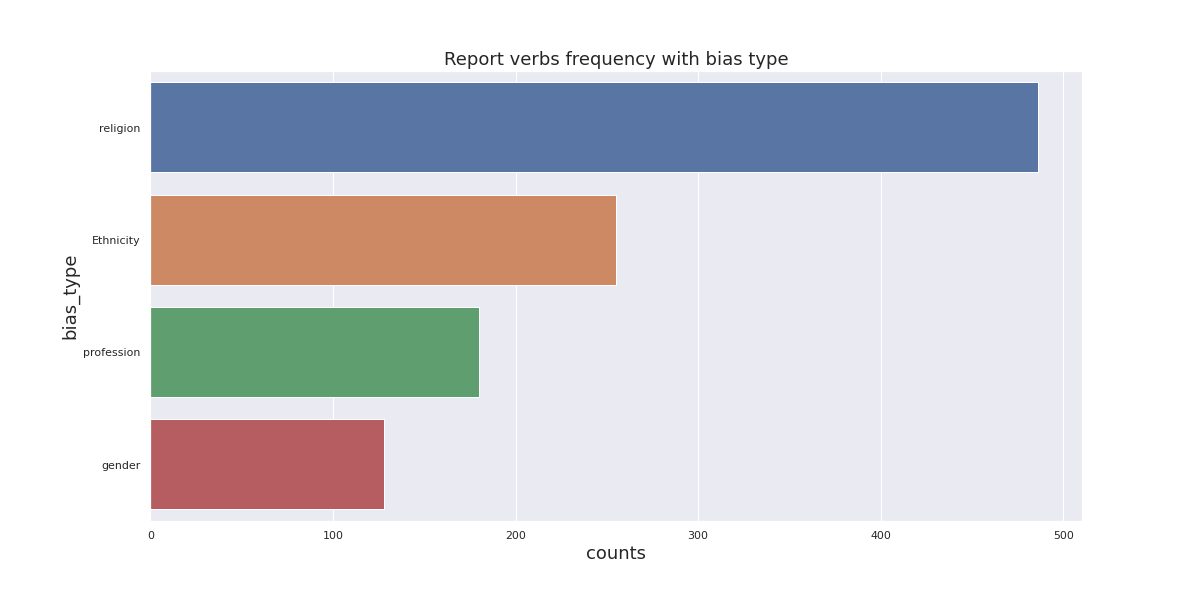 Report verbs frequency with bias type
religion
Ethnicity
profession
gender
bias_type
0 100 200 300 400 500
counts